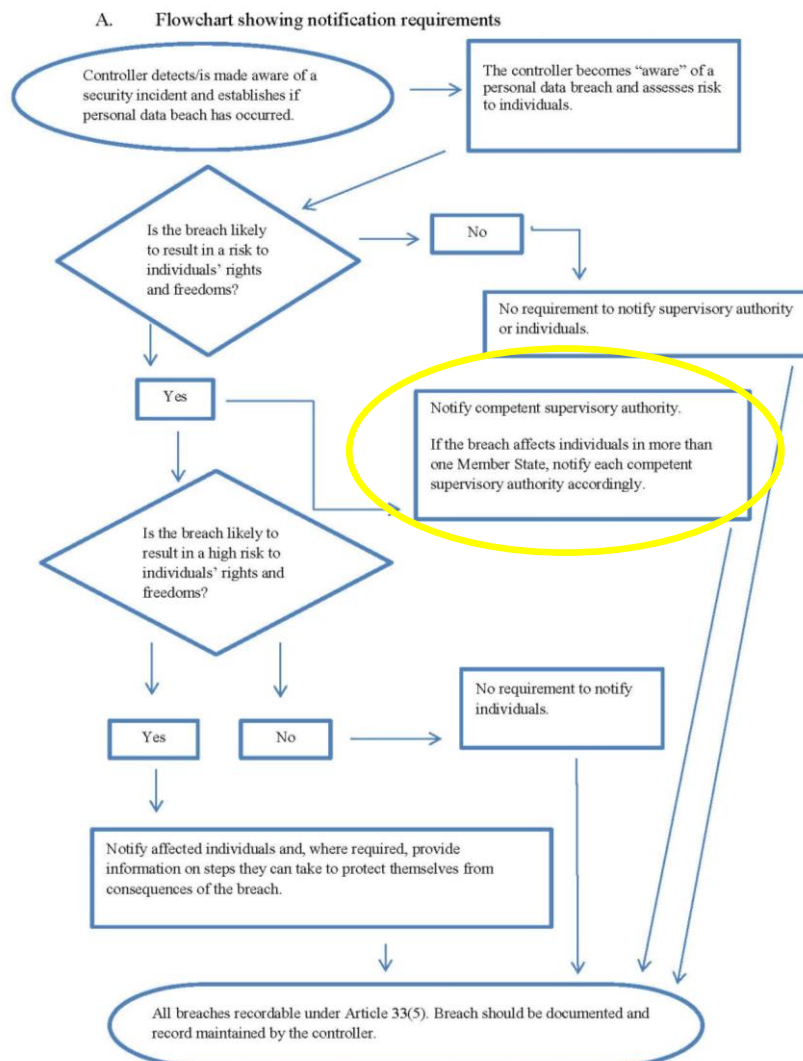 A. Flowchart showing notification requirements
Controller detects/is made aware of a
security incident and establishes if
personal data beach has occurred.
The controller becomes “aware” of a
personal data breach and assesses risk
to individuals.
Is the breach likely
to result in a risk to
individuals’ rights
and freedoms?
No
No requirement to notify supervisory authority
or individuals.
Yes
Notify competent supervisory authority.
If the breach affects individuals in more than
one Member State, notify each competent
supervisory authority accordingly.
Is the breach likely to
result in a high risk to
individuals’ rights and
freedoms?
No requirement to notify
individuals.
Yes
No
Notify affected individuals and, where required, provide
information on steps they can take to protect themselves from
consequences of the breach.
All breaches recordable under Article 33(5). Breach should be documented and
record maintained by the controller.